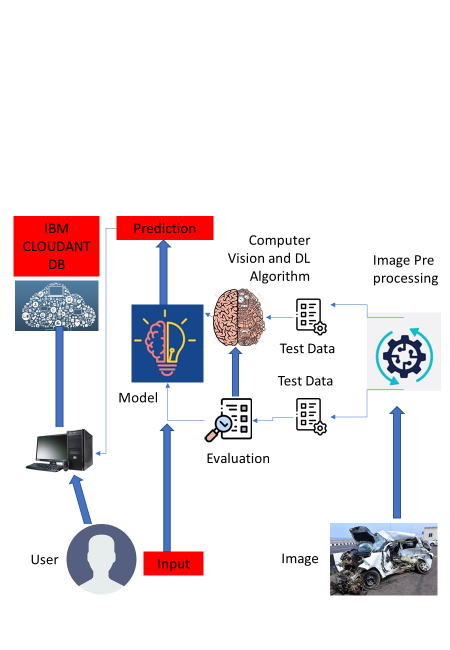 IBM
CLOUDANT
DB
Prediction
Computer
Vision and DL
Algorithm
Image Pre
processing
Test Data
Test Data
Model
Evaluation
User
Input
Image